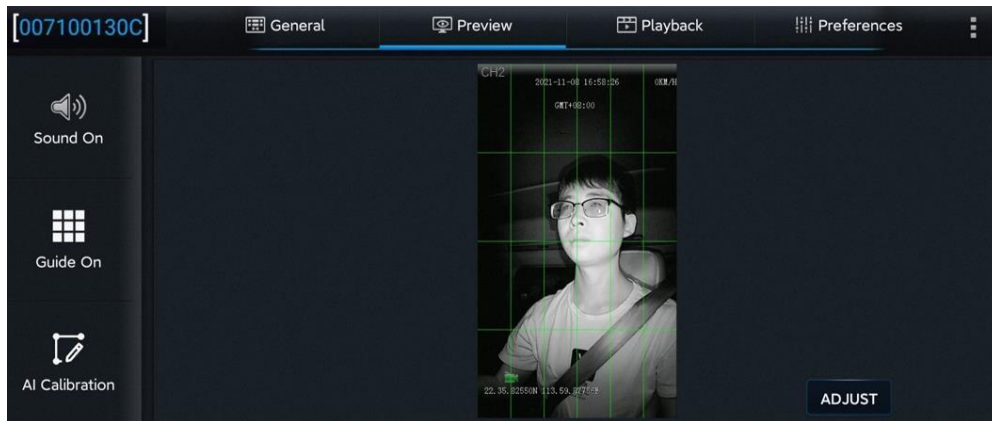 [007100130C]
General
Preview
Playback
Preferences
Sound On
Guide On
AI Calibration
CH2
2021-11-08 16:58:26 0KM/H
GMT+08:00
22.35.82550N 113.59.
ADJUST